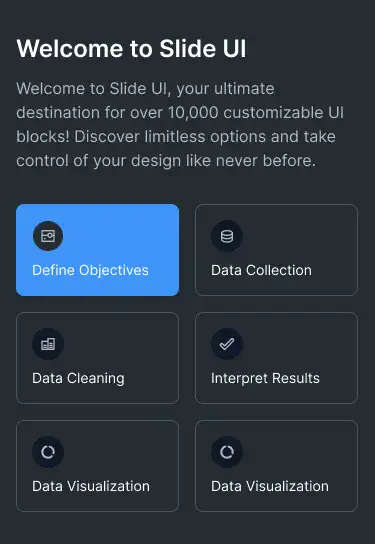 Welcome to Slide UI
Welcome to Slide UI, your ultimate
destination for over 10,000 customizable UI
blocks! Discover limitless options and take
control of your design like never before.
Define Objectives
Data Collection
Data Cleaning
Interpret Results
Data Visualization
Data Visualization